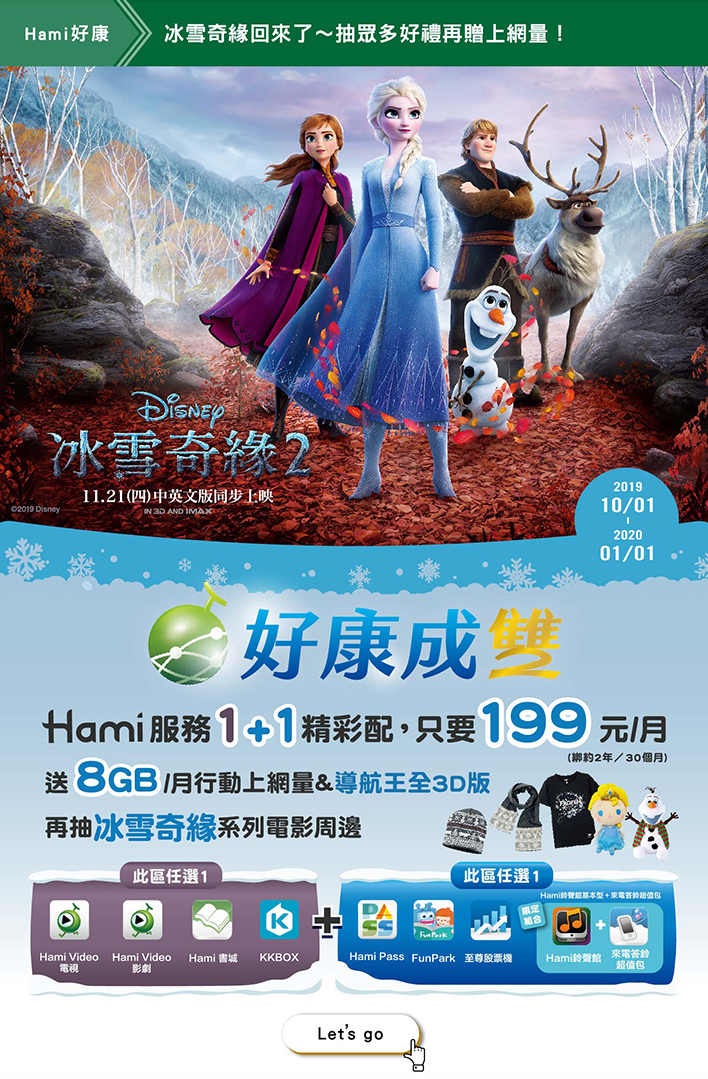 Hami好康
冰雪奇緣回來了～抽眾多好禮再贈上網量！
DISNEY
冰雪奇緣2
11.21(四)中英文版同步上映
IN 3D AND IMAX
©2019 Disney
2019
10/01
-
2020
01/01
好康成雙
Hami服務1+1精彩配，只要199元/月
(綁約2年／30個月)
送8GB/月行動上網量&導航王全3D版
再抽冰雪奇緣系列電影周邊
此區任選1
Hami Video
電視
Hami Video
影劇
Hami 書城
KKBOX
+
此區任選1
Hami鈴聲館基本型+來電答鈴超值包
限定
組合
PASS
Hami Pass
FunPark
FunPark
至尊股票機
Hami鈴聲館
+
來電答鈴
超值包
Let's go